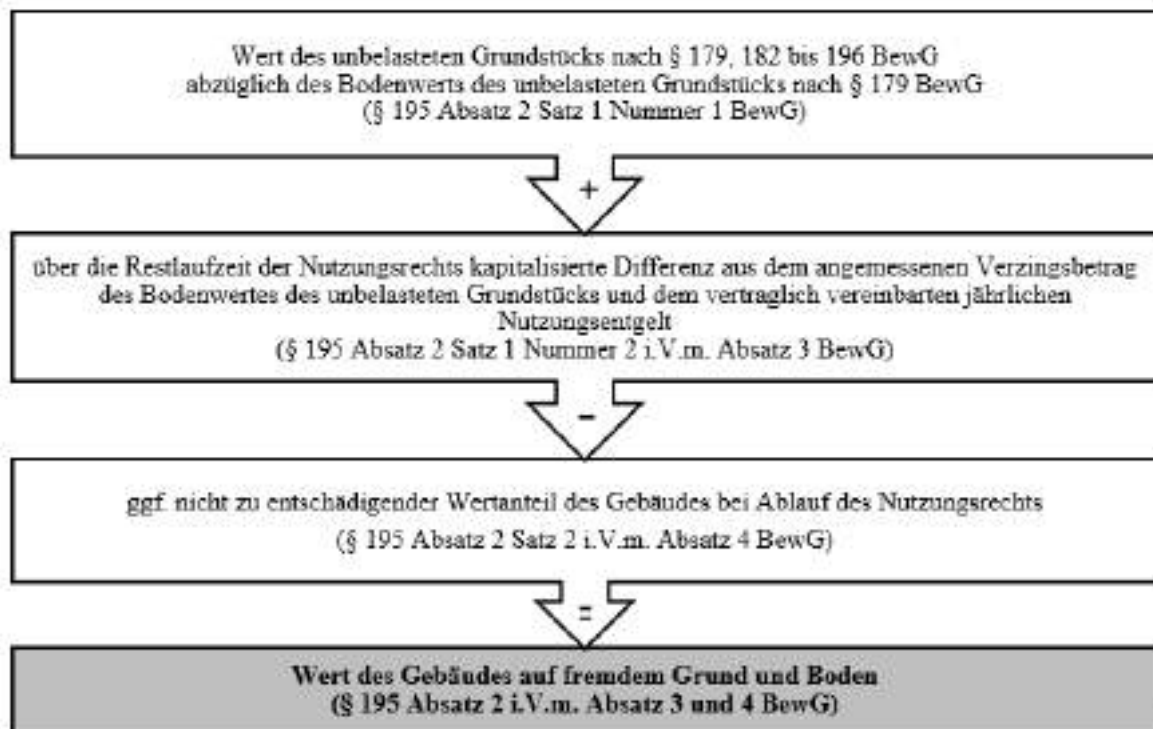 Wert des unbelasteten Grundstücks nach § 179, 182 bis 196 BewG
abzüglich des Bodenwerts des unbelasteten Grundstücks nach § 179 BewG
(§ 195 Absatz 2 Satz 1 Nummer 1 BewG)
+
über die Restlaufzeit der Nutzungsrechts kapitalisierte Differenz aus dem angemessenen Verzingsbetrag
des Bodenwertes des unbelasteten Grundstücks und dem vertraglich vereinbarten jährlichen
Nutzungsentgelt
(§ 195 Absatz 2 Satz 1 Nummer 2 i.V.m. Absatz 3 BewG)
-
ggf. nicht zu entschädigender Wertanteil des Gebäudes bei Ablauf des Nutzungsrechts
(§ 195 Absatz 2 Satz 2 i.V.m. Absatz 4 BewG)
=
Wert des Gebäudes auf fremdem Grund und Boden
(§ 195 Absatz 2 i.V.m. Absatz 3 und 4 BewG)